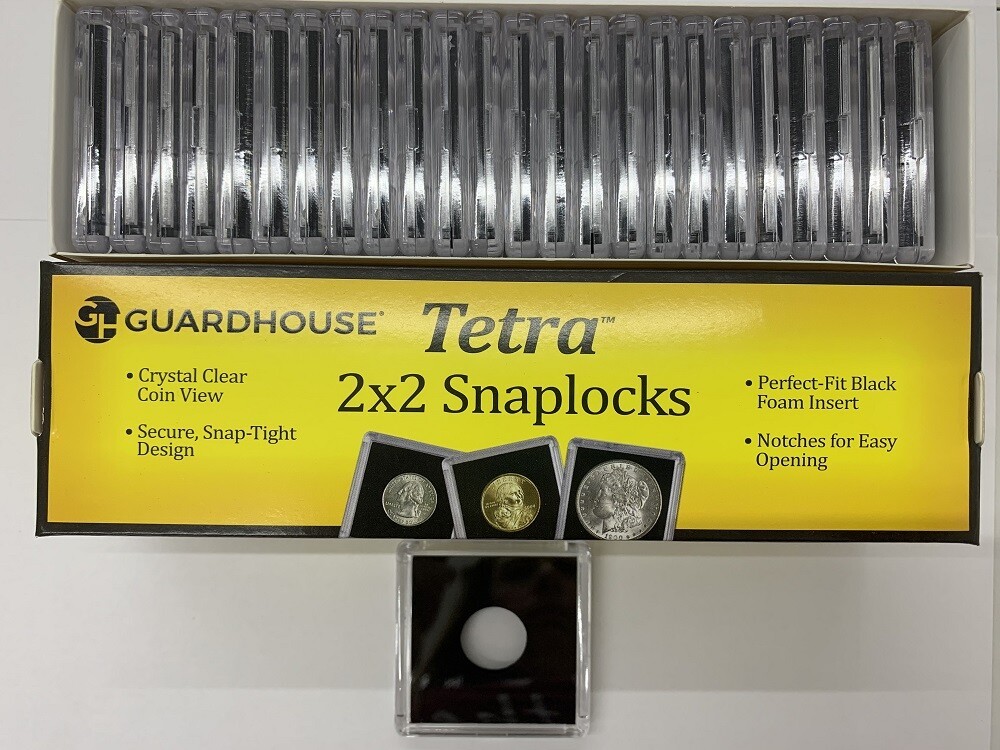 GH GUARDHOUSE®
Tetra™
2x2 Snaplocks
• Crystal Clear
Coin View
• Secure, Snap-Tight
Design
• Perfect-Fit Black
Foam Insert
• Notches for Easy
Opening